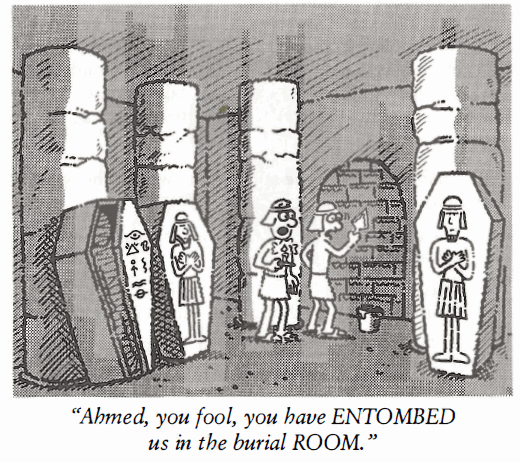 “Ahmed, you fool, you have ENTOMBED
us in the burial ROOM.”